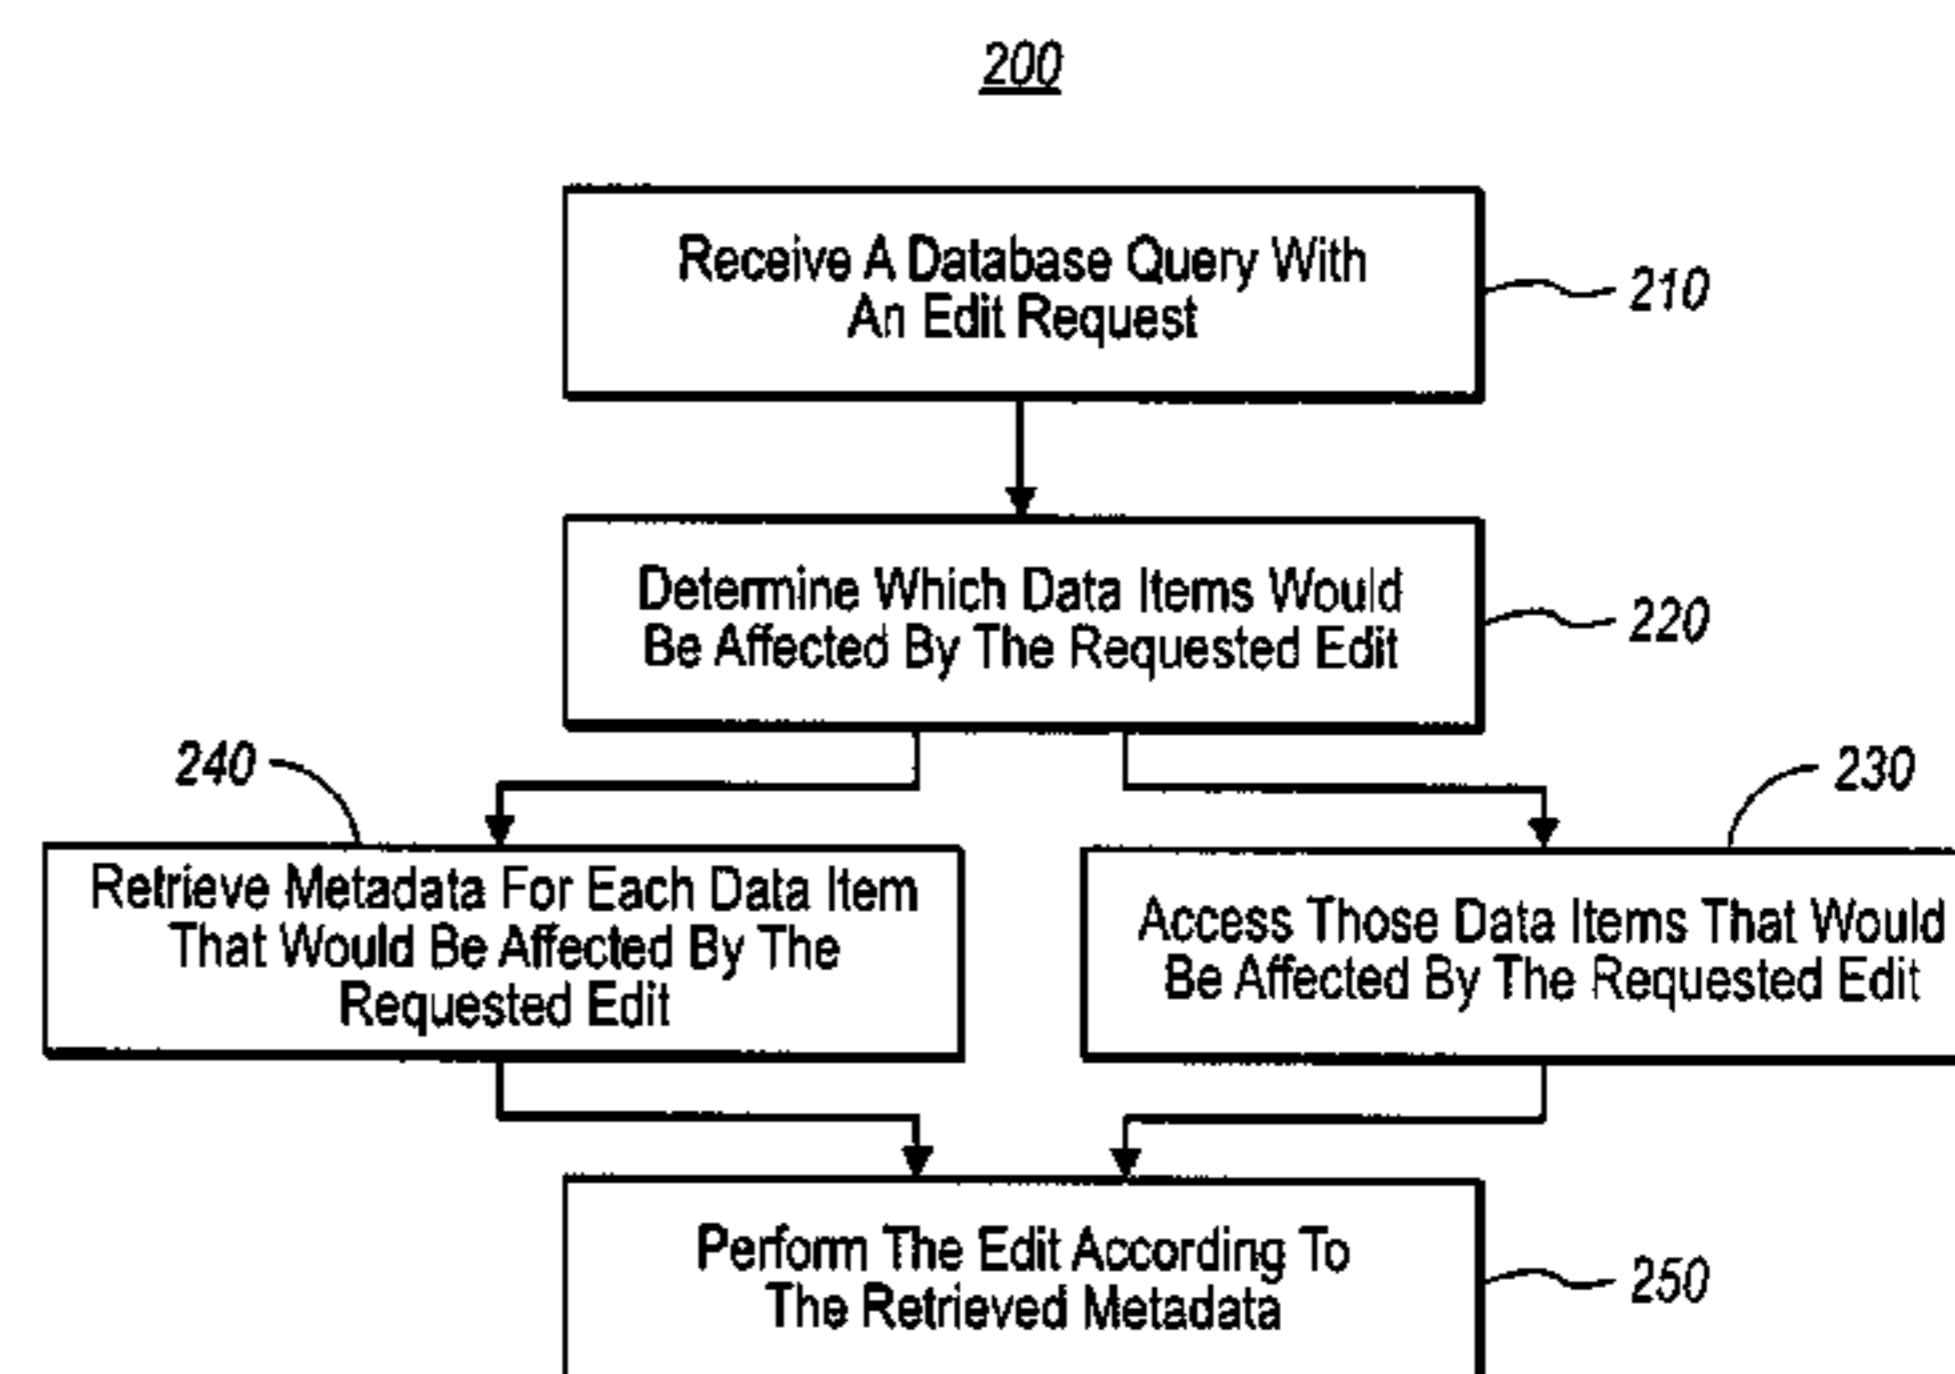 200
Receive A Database Query With
An Edit Request
210
Determine Which Data Items Would
Be Affected By The Requested Edit
220
240
230
Retrieve Metadata For Each Data Item
That Would Be Affected By The
Requested Edit
Access Those Data Items That Would
Be Affected By The Requested Edit
Perform The Edit According To
The Retrieved Metadata
250